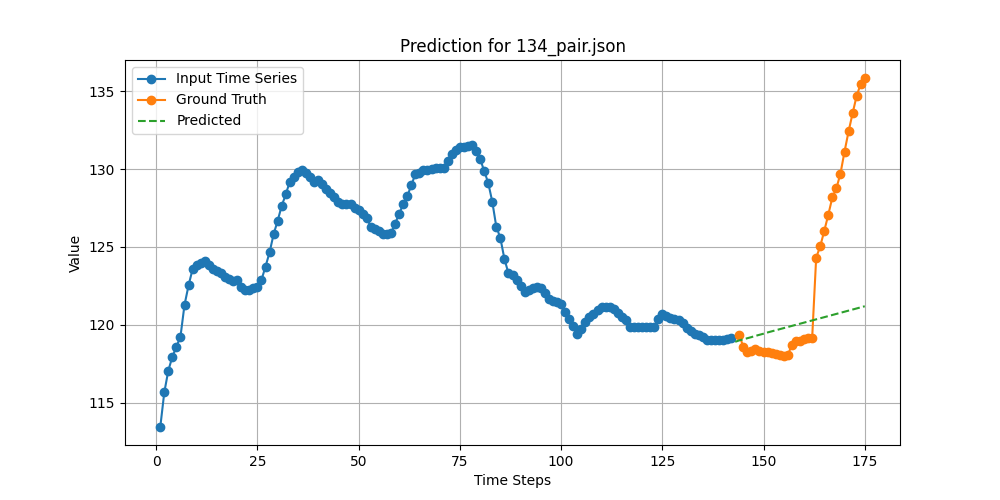 Prediction for 134_pair.json
Input Time Series
Ground Truth
Predicted
135
130
125
120
115
Value
0 25 50 75 100 125 150 175
Time Steps